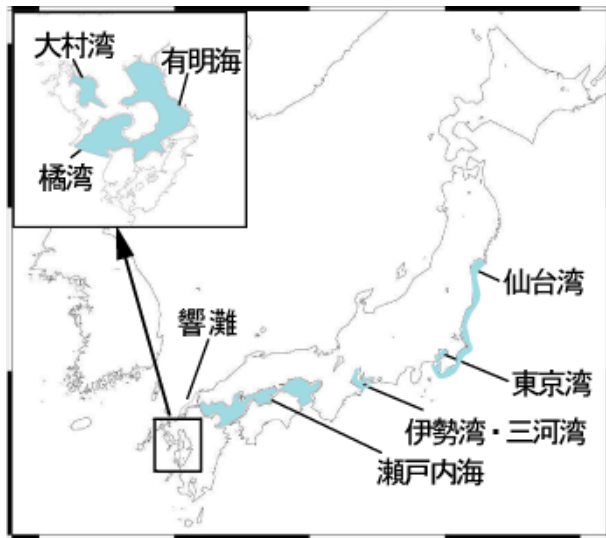 大村湾
有明海
橘湾
仙台湾
響灘
東京湾
伊勢湾・三河湾
瀬戸内海